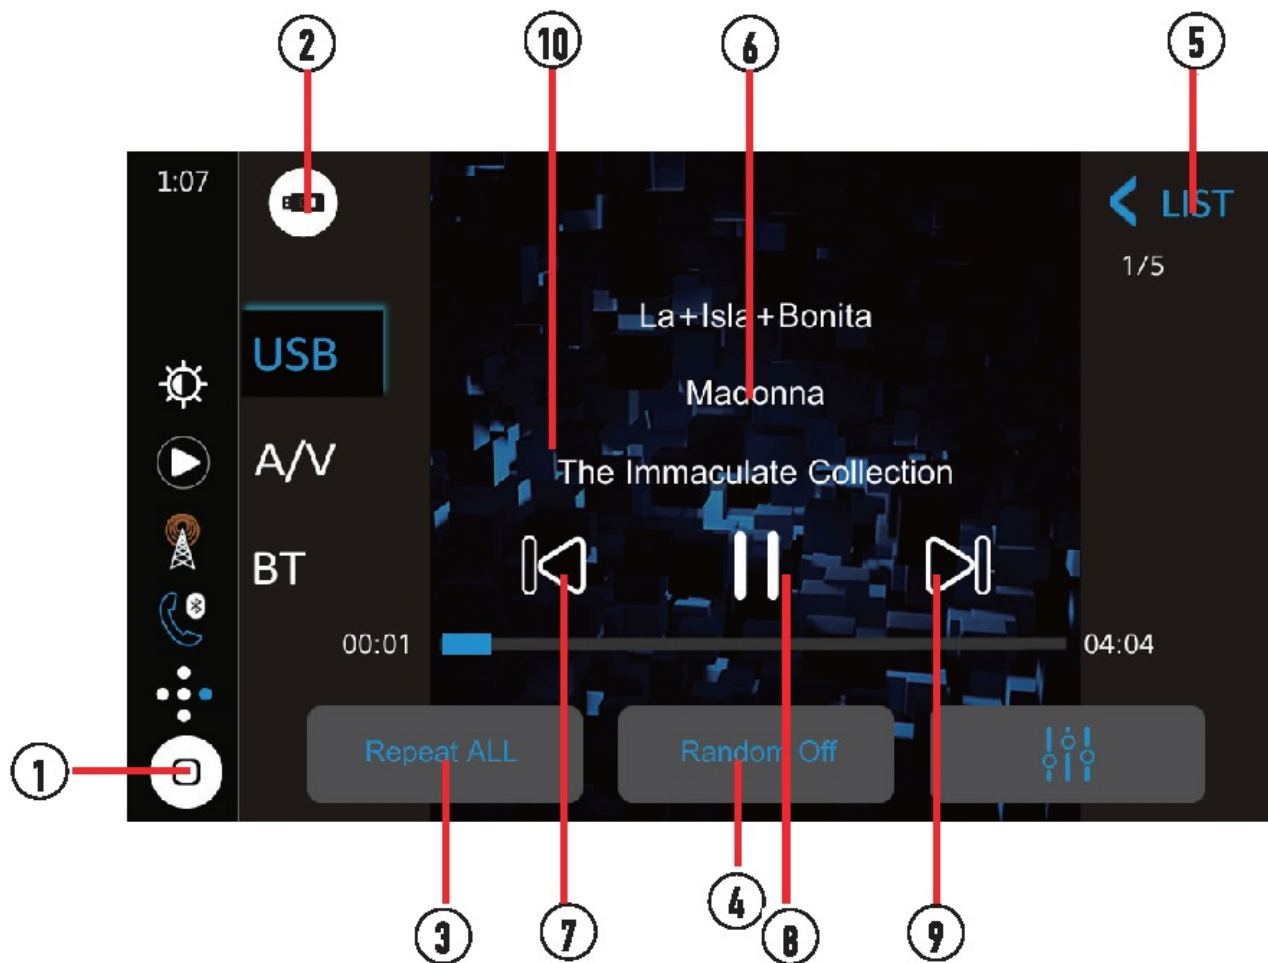 2
10
6
5
1:07
LIST
1/5
La+Isla+Bonita
USB
Madonna
A/V
The Immaculate Collection
BT
00:01
04:04
Repeat ALL
Random Off
1
3
7
4
8
9